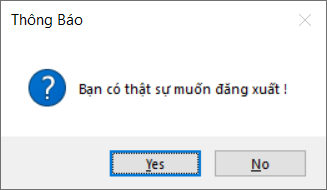 Thông Báo
Bạn có thật sự muốn đăng xuất !
Yes
No